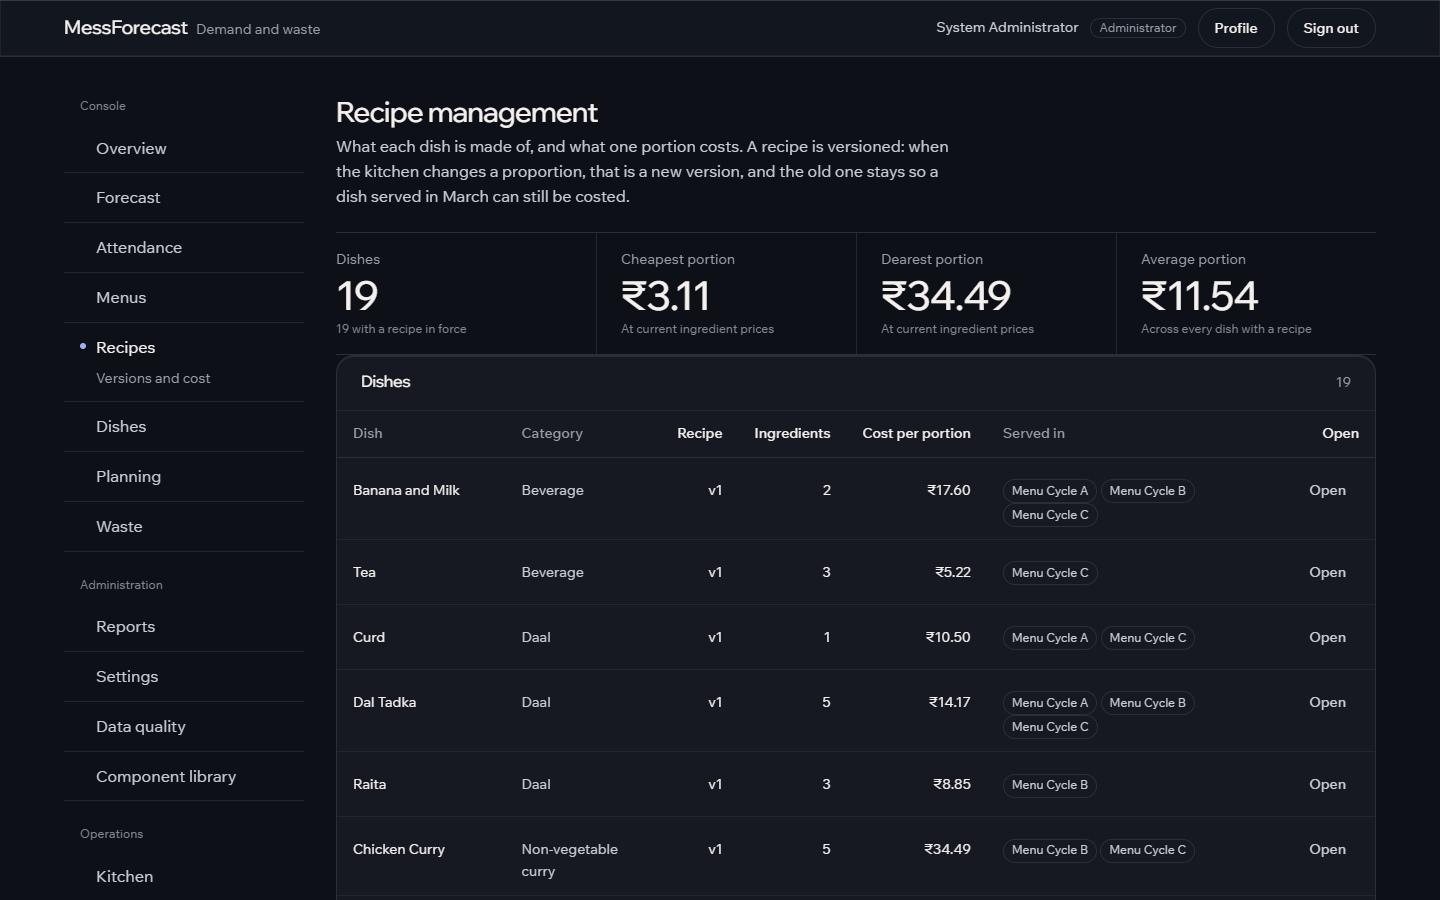 MessForecast Demand and waste
System Administrator Administrator Profile Sign out
Console
Overview
Forecast
Attendance
Menus
Recipes
Versions and cost
Dishes
Planning
Waste
Administration
Reports
Settings
Data quality
Component library
Operations
Kitchen
Recipe management
What each dish is made of, and what one portion costs. A recipe is versioned: when
the kitchen changes a proportion, that is a new version, and the old one stays so a
dish served in March can still be costed.
Dishes
19
19 with a recipe in force
Cheapest portion
₹3.11
At current ingredient prices
Dearest portion
₹34.49
At current ingredient prices
Average portion
₹11.54
Across every dish with a recipe
Dishes 19
Dish Category Recipe Ingredients Cost per portion Served in Open
Banana and Milk Beverage v1 2 ₹17.60 Menu Cycle A Menu Cycle B Open
Menu Cycle C
Tea Beverage v1 3 ₹5.22 Menu Cycle C Open
Curd Daal v1 1 ₹10.50 Menu Cycle A Menu Cycle C Open
Dal Tadka Daal v1 5 ₹14.17 Menu Cycle A Menu Cycle B Open
Menu Cycle C
Raita Daal v1 3 ₹8.85 Menu Cycle B Open
Chicken Curry Non-vegetable v1 5 ₹34.49 Menu Cycle B Menu Cycle C Open
curry